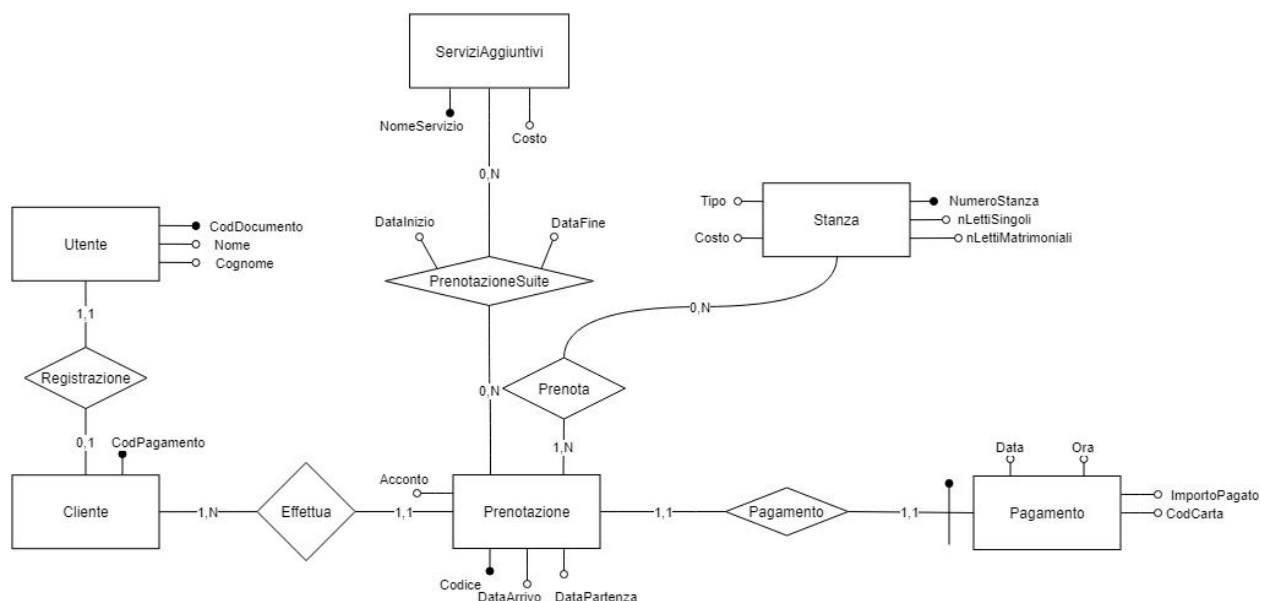 ServiziAggiuntivi
NomeServizio
Costo
0,N
Tipo
Costo
Stanza
NumeroStanza
nLettiSingoli
nLettiMatrimoniali
Utente
CodDocumento
Nome
Cognome
DataInizio
DataFine
PrenotazioneSuite
1,1
0,N
Registrazione
Prenota
0,N
0,1
CodPagamento
1,N
Data
Ora
Acconto
Cliente
1,N
Effettua
1,1
Prenotazione
1,1
Pagamento
1,1
Pagamento
ImportoPagato
CodCarta
Codice
DataArrivo
DataPartenza